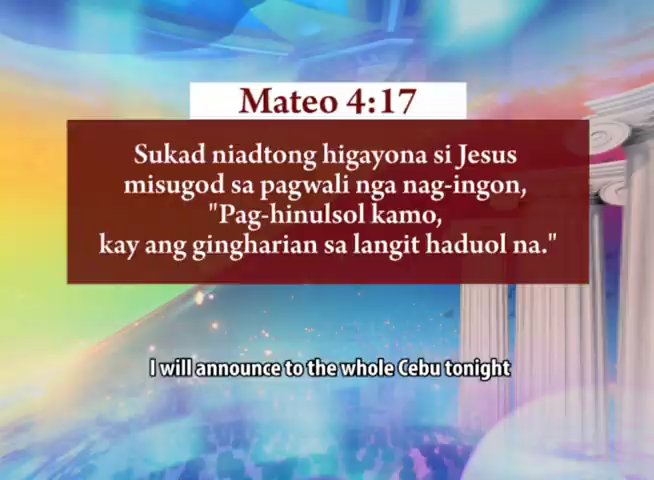 Mateo 4:17
Sukad niadtong higayona si Jesus
misugod sa pagwali nga nag-ingon,
"Pag-hinulsol kamo,
kay ang gingharian sa langit haduol na."
I will announce to the whole Cebu tonight